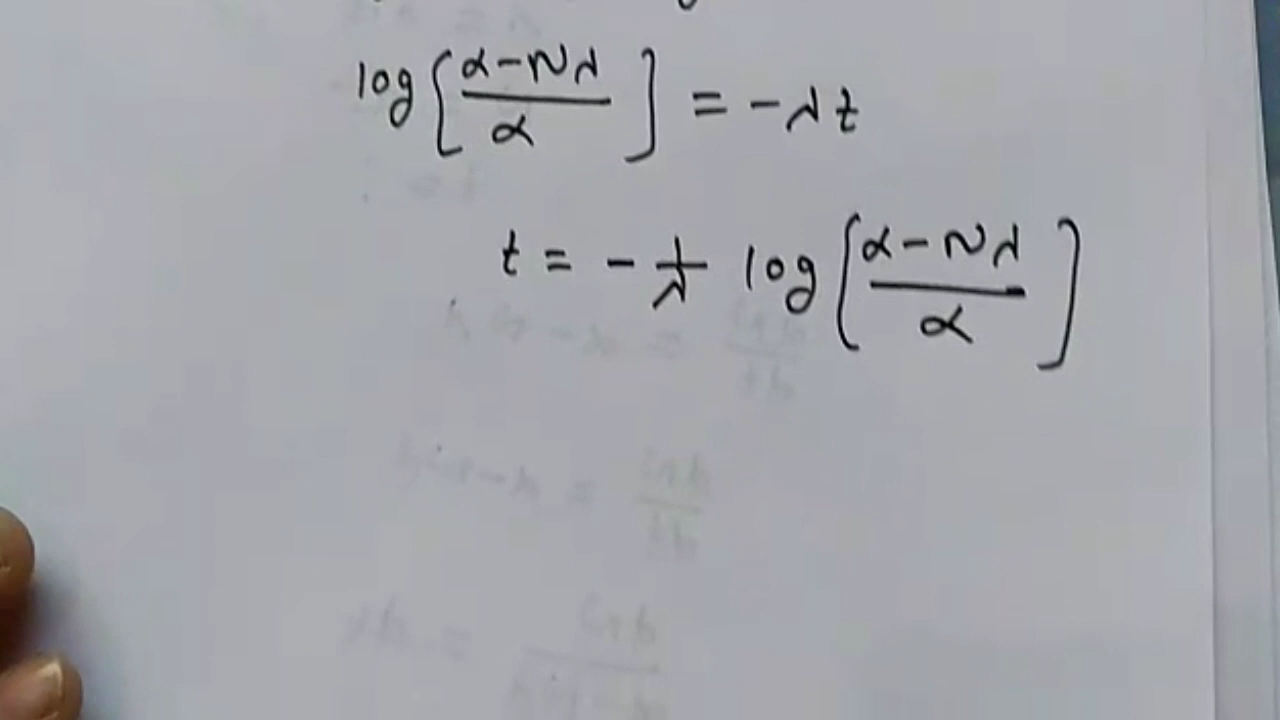 log[(α-Nλ)/α] = -λt
t = -1/λ log[(α-Nλ)/α]